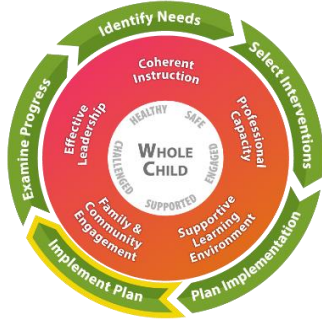 Identify Needs
Select Interventions
Plan Implementation
Implement Plan
Examine Progress
Coherent
Instruction
Professional
Capacity
Supportive
Learning
Environment
Family &
Community
Engagement
Effective
Leadership
HEALTHY
SAFE
ENGAGED
SUPPORTED
CHALLENGED
WHOLE
CHILD